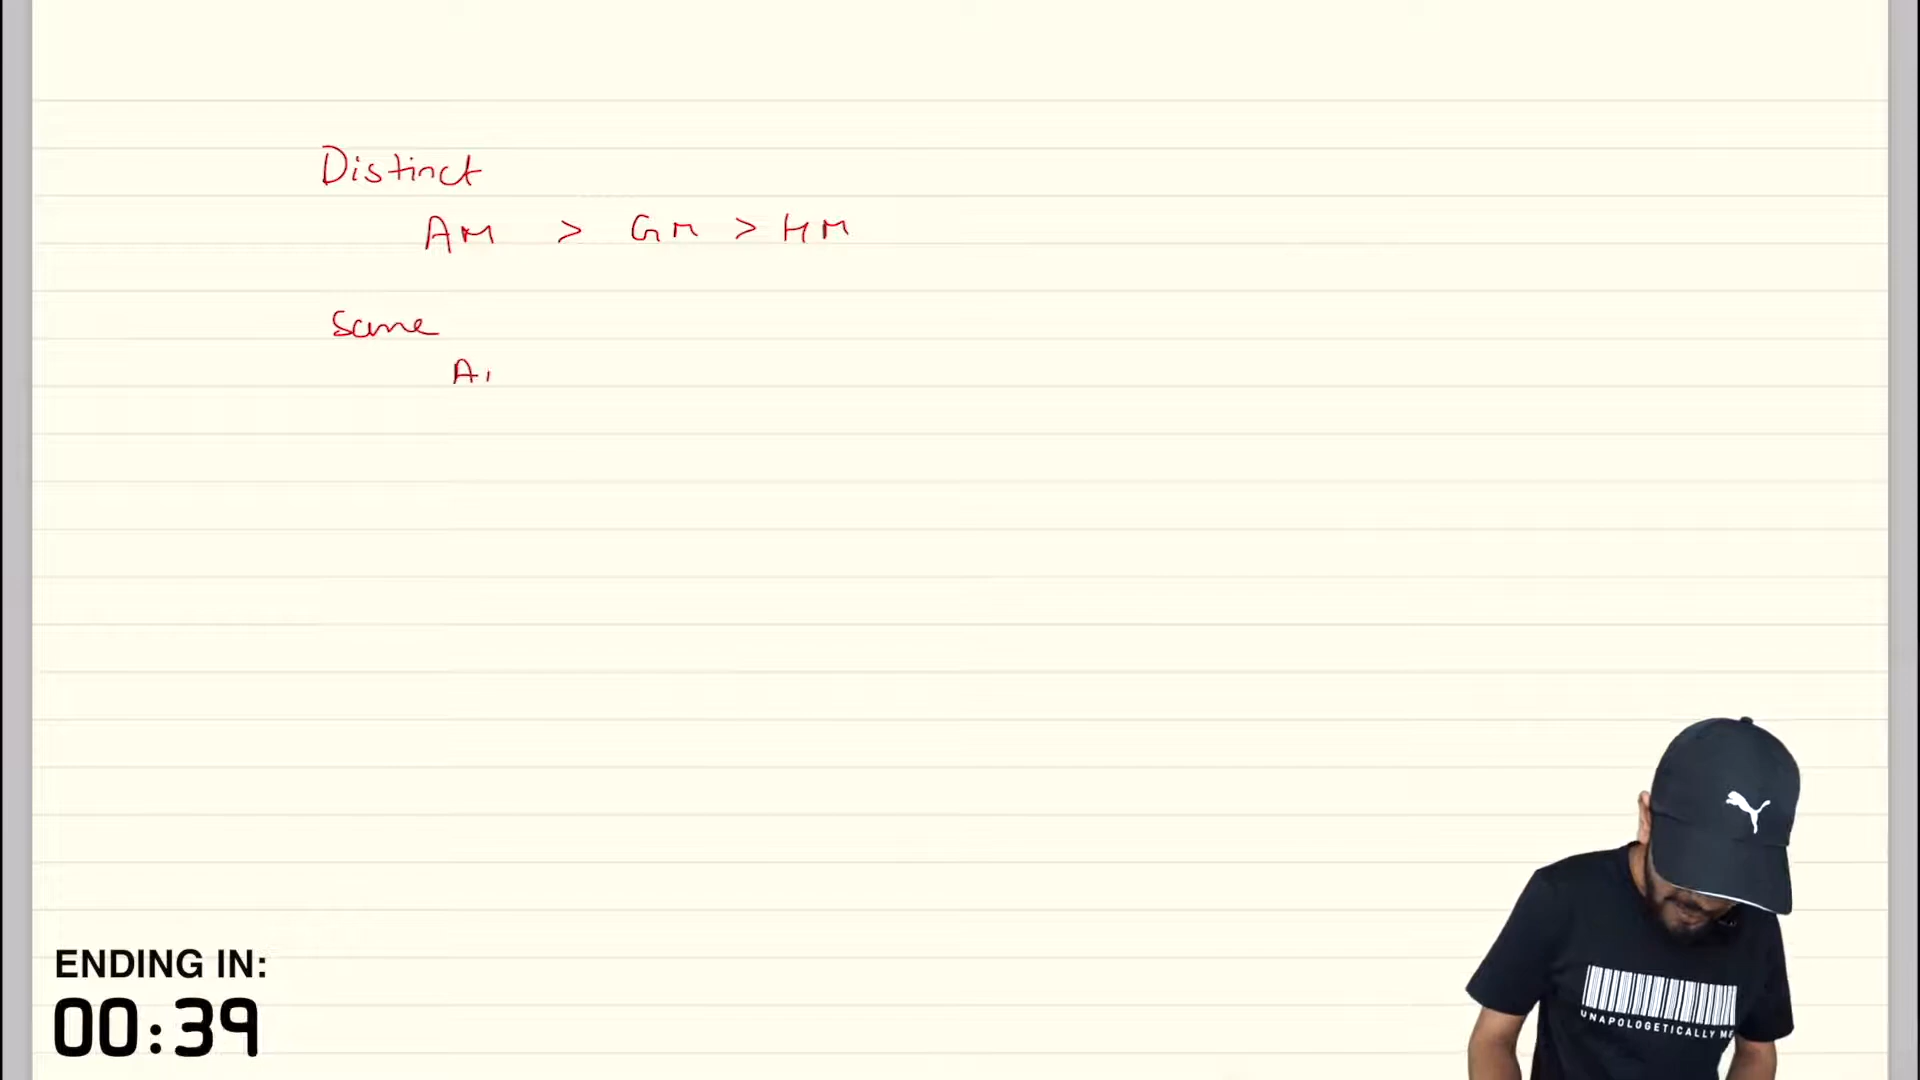 Distinct
AM > GM > HM
Same
A
ENDING IN:
00:39
UNAPOLOGETICALLY ME